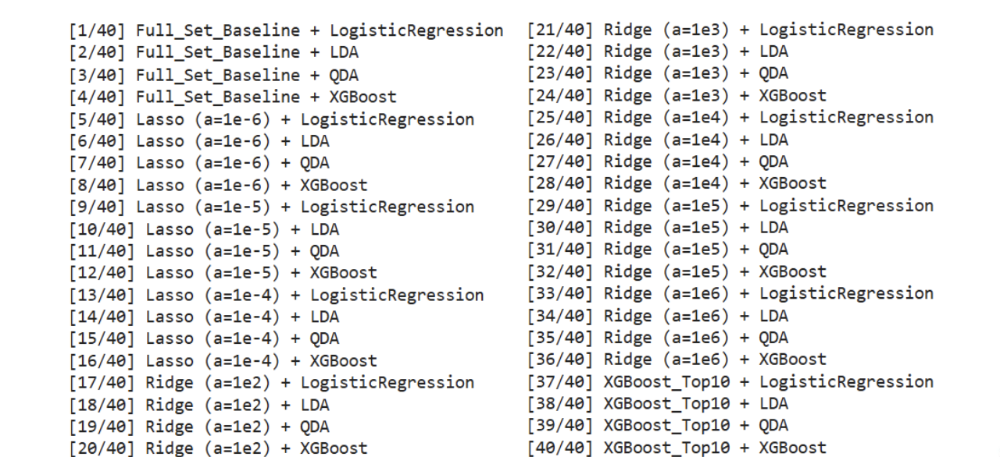 [1/40] Full_Set_Baseline + LogisticRegression
[2/40] Full_Set_Baseline + LDA
[3/40] Full_Set_Baseline + QDA
[4/40] Full_Set_Baseline + XGBoost
[5/40] Lasso (a=1e-6) + LogisticRegression
[6/40] Lasso (a=1e-6) + LDA
[7/40] Lasso (a=1e-6) + QDA
[8/40] Lasso (a=1e-6) + XGBoost
[9/40] Lasso (a=1e-5) + LogisticRegression
[10/40] Lasso (a=1e-5) + LDA
[11/40] Lasso (a=1e-5) + QDA
[12/40] Lasso (a=1e-5) + XGBoost
[13/40] Lasso (a=1e-4) + LogisticRegression
[14/40] Lasso (a=1e-4) + LDA
[15/40] Lasso (a=1e-4) + QDA
[16/40] Lasso (a=1e-4) + XGBoost
[17/40] Ridge (a=1e2) + LogisticRegression
[18/40] Ridge (a=1e2) + LDA
[19/40] Ridge (a=1e2) + QDA
[20/40] Ridge (a=1e2) + XGBoost
[21/40] Ridge (a=1e3) + LogisticRegression
[22/40] Ridge (a=1e3) + LDA
[23/40] Ridge (a=1e3) + QDA
[24/40] Ridge (a=1e3) + XGBoost
[25/40] Ridge (a=1e4) + LogisticRegression
[26/40] Ridge (a=1e4) + LDA
[27/40] Ridge (a=1e4) + QDA
[28/40] Ridge (a=1e4) + XGBoost
[29/40] Ridge (a=1e5) + LogisticRegression
[30/40] Ridge (a=1e5) + LDA
[31/40] Ridge (a=1e5) + QDA
[32/40] Ridge (a=1e5) + XGBoost
[33/40] Ridge (a=1e6) + LogisticRegression
[34/40] Ridge (a=1e6) + LDA
[35/40] Ridge (a=1e6) + QDA
[36/40] Ridge (a=1e6) + XGBoost
[37/40] XGBoost_Top10 + LogisticRegression
[38/40] XGBoost_Top10 + LDA
[39/40] XGBoost_Top10 + QDA
[40/40] XGBoost_Top10 + XGBoost